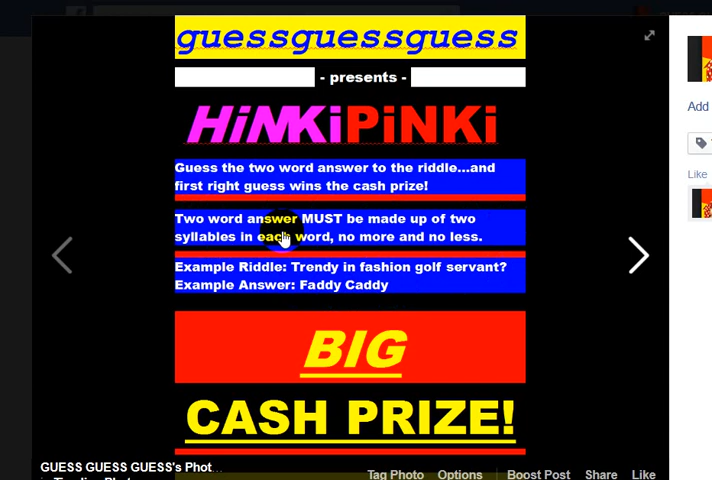 guessguessguess
- presents -
HiNKiPiNKi
Guess the two word answer to the riddle...and
first right guess wins the cash prize!
Two word answer MUST be made up of two
syllables in each word, no more and no less.
Example Riddle: Trendy in fashion golf servant?
Example Answer: Faddy Caddy
BIG
CASH PRIZE!
Add
Like
GUESS GUESS GUESS's Phot...
Tag Photo Options Boost Post Share Like